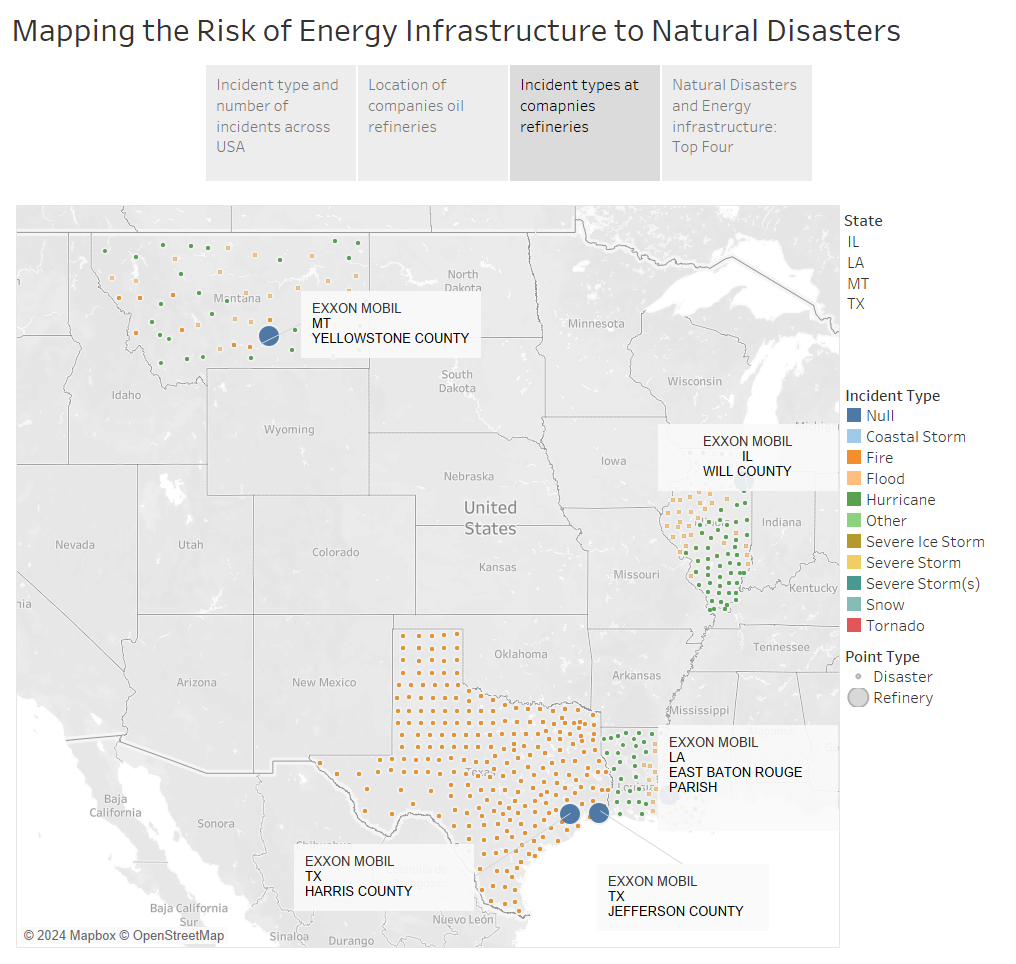 Mapping the Risk of Energy Infrastructure to Natural Disasters
Incident type and
number of
incidents across
USA
Location of
companies oil
refineries
Incident types at
comapnies
refineries
Natural Disasters
and Energy
infrastructure:
Top Four
North
Dakota
Montana
EXXON MOBIL
MT
YELLOWSTONE COUNTY
Minnesota
South
Dakota
Wisconsin
Idaho
Wyoming
EXXON MOBIL
IL
WILL COUNTY
Iowa
Nebraska
United
States
Indiana
Nevada
Utah
Colorado
Kansas
Missouri
Kentucky
Tennessee
Oklahoma
Arkansas
Arizona
New Mexico
Mississippi
EXXON MOBIL
LA
EAST BATON ROUGE
PARISH
Texas
Baja
California
Sonora
EXXON MOBIL
TX
HARRIS COUNTY
EXXON MOBIL
TX
JEFFERSON COUNTY
Baja California
Sur
Nuevo León
Sinaloa
Durango
© 2024 Mapbox © OpenStreetMap
State
IL
LA
MT
TX
Incident Type
Null
Coastal Storm
Fire
Flood
Hurricane
Other
Severe Ice Storm
Severe Storm
Severe Storm(s)
Snow
Tornado
Point Type
Disaster
Refinery